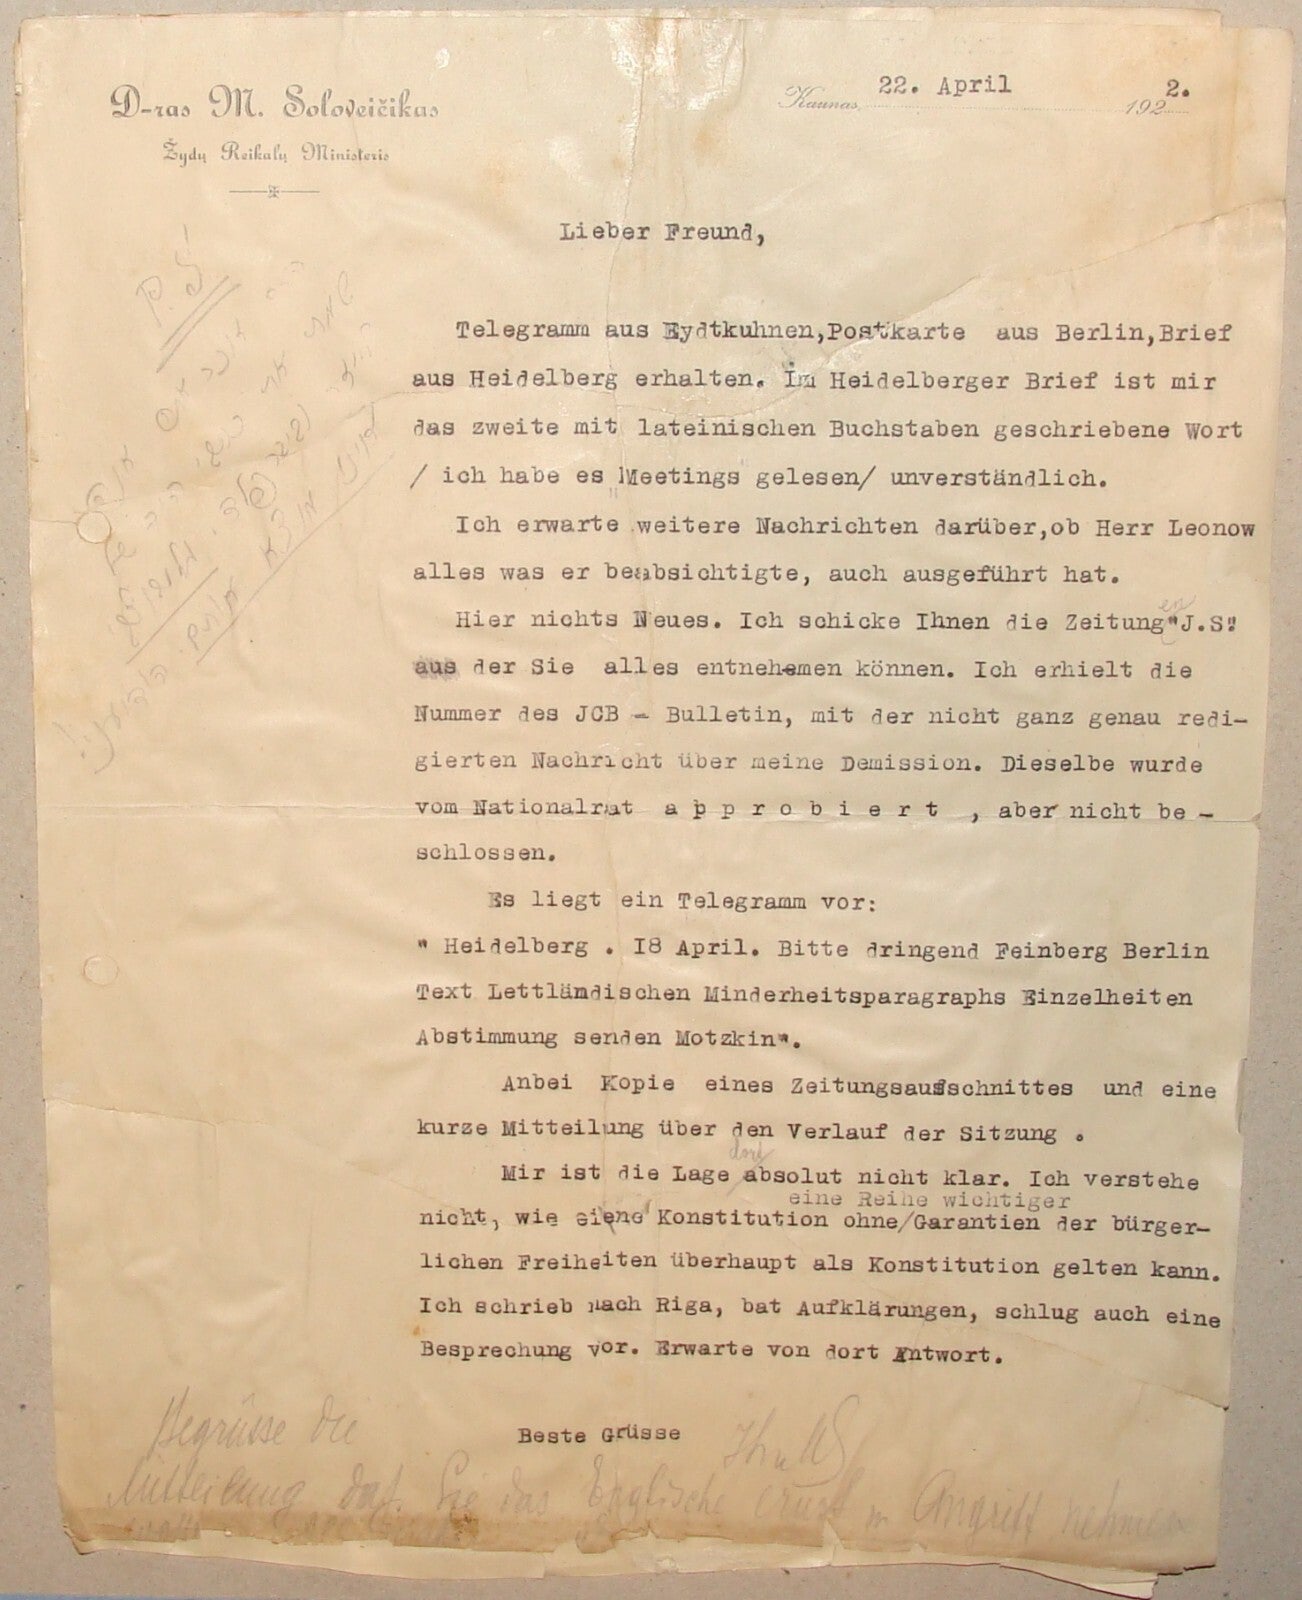 D-ras M. Soloveičikas
Žydų Reikalų Ministeris
Kaunas, 22. April 1922.
Lieber Freund,
Telegramm aus Eydtkuhnen,Postkarte aus Berlin,Brief
aus Heidelberg erhalten. Im Heidelberger Brief ist mir
das zweite mit lateinischen Buchstaben geschriebene Wort
/ ich habe es Meetings gelesen/ unverständlich.
Ich erwarte weitere Nachrichten darüber,ob Herr Leonow
alles was er beabsichtigte, auch ausgeführt hat.
Hier nichts Neues. Ich schicke Ihnen die Zeitungen "J.S"
aus der Sie alles entnehmen können. Ich erhielt die
Nummer des JCB - Bulletin, mit der nicht ganz genau redi-
gierten Nachricht über meine Demission. Dieselbe wurde
vom Nationalrat a p p r o b i e r t , aber nicht be -
schlossen.
Es liegt ein Telegramm vor:
" Heidelberg . I8 April. Bitte dringend Feinberg Berlin
Text Lettländischen Minderheitsparagraphs Einzelheiten
Abstimmung senden Motzkin".
Anbei Kopie eines Zeitungsausschnittes und eine
kurze Mitteilung über den Verlauf der Sitzung .
Mir ist die Lage dort absolut nicht klar. Ich verstehe
eine Reihe wichtiger
nicht, wie eine Konstitution ohne/Garantien der bürger-
lichen Freiheiten überhaupt als Konstitution gelten kann.
Ich schrieb nach Riga, bat Aufklärungen, schlug auch eine
Besprechung vor. Erwarte von dort Antwort.
Beste Grüsse
Begrüsse die
Mitteilung daß Sie das Englische ernst in Angriff nehmen
P.S.